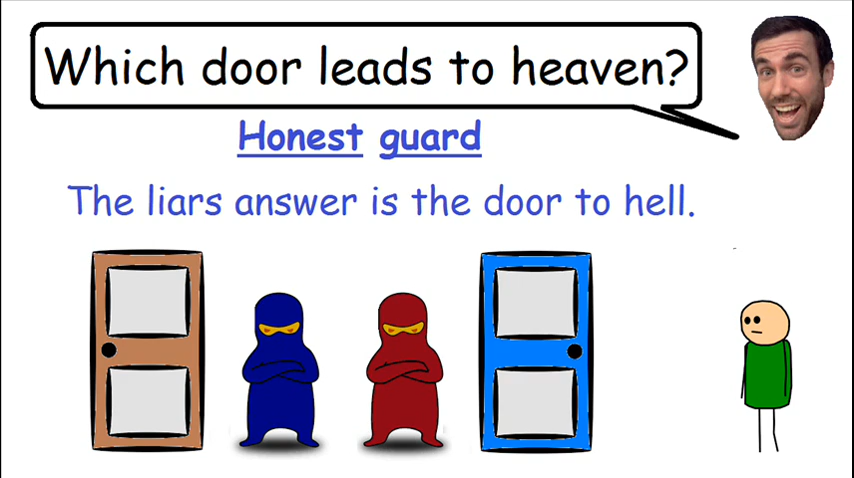 Which door leads to heaven?
Honest guard
The liars answer is the door to hell.